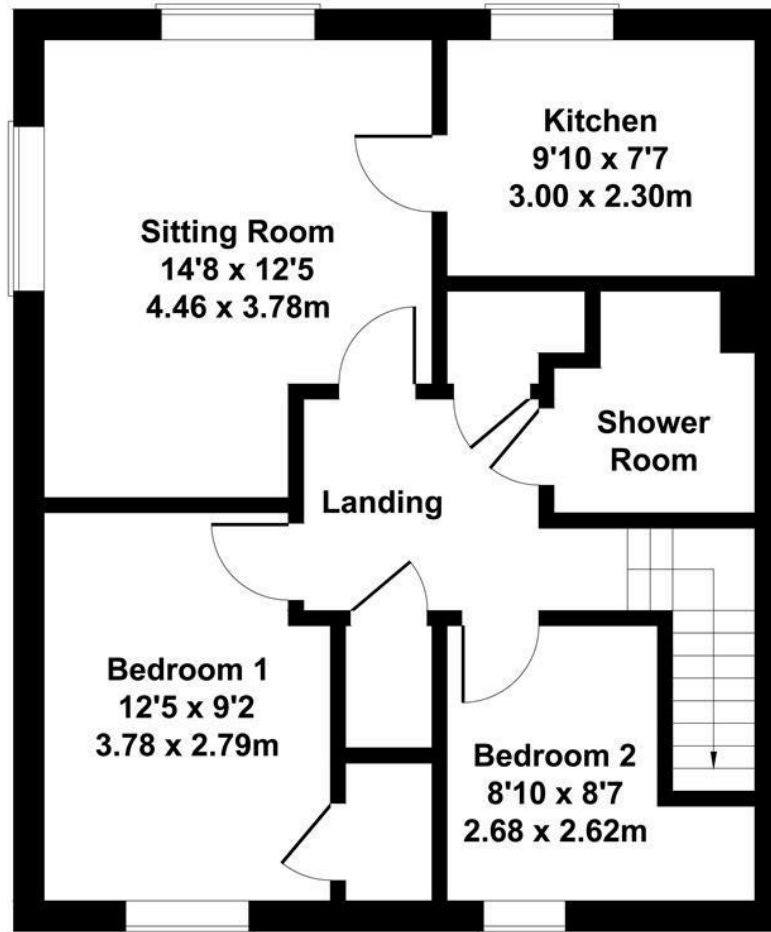 Kitchen
9'10 x 7'7
3.00 x 2.30m
Sitting Room
14'8 x 12'5
4.46 x 3.78m
Shower
Room
Landing
Bedroom 1
12'5 x 9'2
3.78 x 2.79m
Bedroom 2
8'10 x 8'7
2.68 x 2.62m